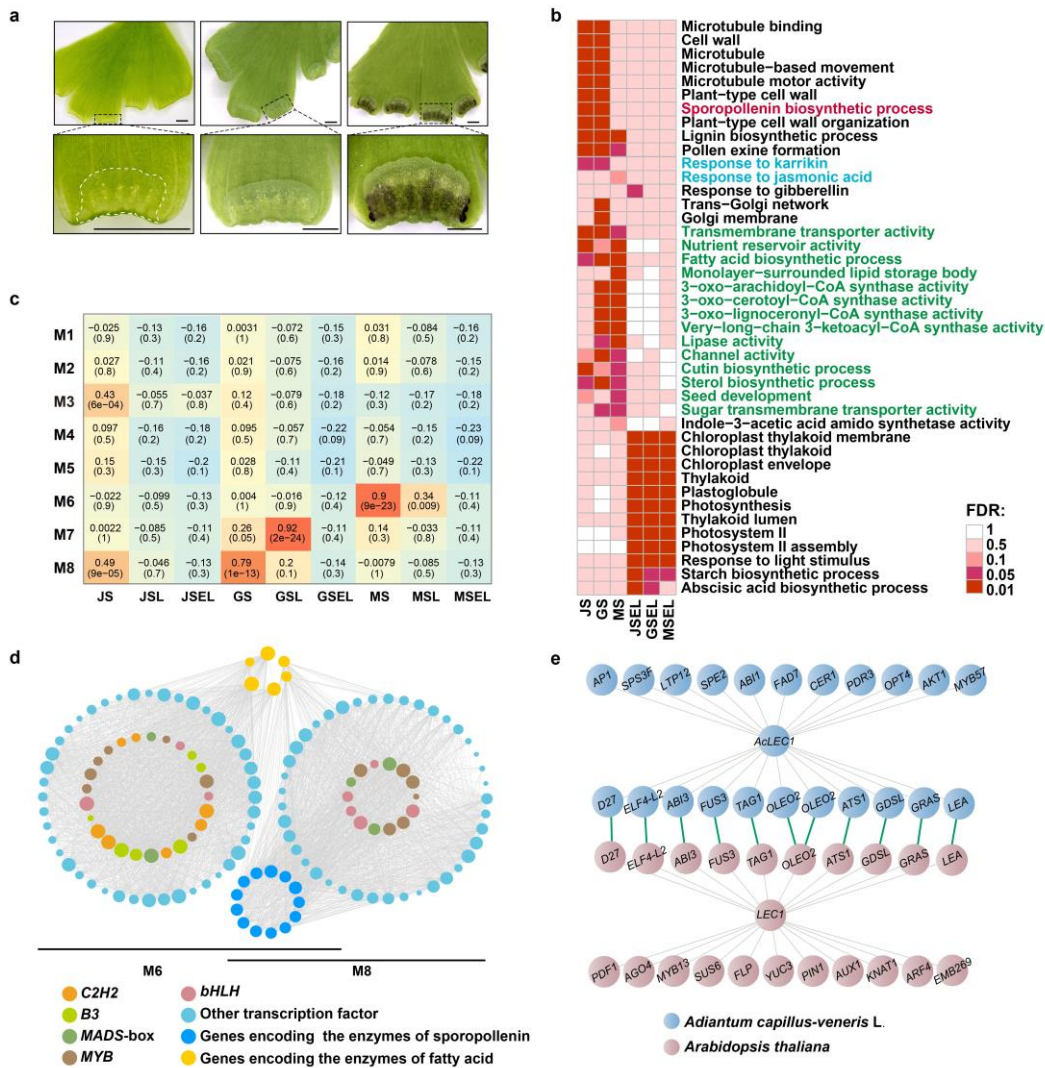 a
b
Microtubule binding
Cell wall
Microtubule
Microtubule-based movement
Microtubule motor activity
Plant-type cell wall
Sporopollenin biosynthetic process
Plant-type cell wall organization
Lignin biosynthetic process
Pollen exine formation
Response to karrikin
Response to jasmonic acid
Response to gibberellin
Trans-Golgi network
Golgi membrane
Transmembrane transporter activity
Nutrient reservoir activity
Fatty acid biosynthetic process
Monolayer-surrounded lipid storage body
3-oxo-arachidoyl-CoA synthase activity
3-oxo-cerotoyl-CoA synthase activity
3-oxo-lignoceronyl-CoA synthase activity
Very-long-chain 3-ketoacyl-CoA synthase activity
Lipase activity
Channel activity
Cutin biosynthetic process
Sterol biosynthetic process
Seed development
Sugar transmembrane transporter activity
Indole-3-acetic acid amido synthetase activity
Chloroplast thylakoid membrane
Chloroplast thylakoid
Chloroplast envelope
Thylakoid
Plastoglobule
Photosynthesis
Thylakoid lumen
Photosystem II
Photosystem II assembly
Response to light stimulus
Starch biosynthetic process
Abscisic acid biosynthetic process
FDR:
1
0.5
0.1
0.05
0.01
JS GS MS JSEL GSEL MSEL
c
M1 −0.025 −0.13 −0.16 0.0031 −0.072 −0.15 0.031 −0.084 −0.16
(0.9) (0.3) (0.2) (1) (0.6) (0.3) (0.8) (0.5) (0.2)
M2 0.027 −0.11 −0.16 0.021 −0.075 −0.16 0.014 −0.078 −0.15
(0.8) (0.4) (0.2) (0.9) (0.6) (0.2) (0.9) (0.6) (0.2)
M3 0.43 −0.055 −0.037 0.12 −0.079 −0.18 −0.12 −0.17 −0.18
(6e−04) (0.7) (0.8) (0.4) (0.6) (0.2) (0.3) (0.2) (0.2)
M4 0.097 −0.16 −0.18 0.095 −0.057 −0.22 −0.054 −0.15 −0.23
(0.5) (0.2) (0.2) (0.5) (0.7) (0.09) (0.7) (0.2) (0.09)
M5 0.15 −0.15 −0.2 0.028 −0.11 −0.21 −0.049 −0.13 −0.22
(0.3) (0.3) (0.1) (0.8) (0.4) (0.1) (0.7) (0.3) (0.1)
M6 −0.022 −0.099 −0.13 0.004 −0.016 −0.12 0.9 0.34 −0.11
(0.9) (0.5) (0.3) (1) (0.9) (0.4) (9e−23) (0.009) (0.4)
M7 0.0022 −0.085 −0.11 0.26 0.92 −0.11 0.14 −0.033 −0.11
(1) (0.5) (0.4) (0.05) (2e−24) (0.4) (0.3) (0.8) (0.4)
M8 0.49 −0.046 −0.13 0.79 0.2 −0.14 −0.0079 −0.085 −0.13
(9e−05) (0.7) (0.3) (1e−13) (0.1) (0.3) (1) (0.5) (0.3)
JS JSL JSEL GS GSL GSEL MS MSL MSEL
d
M6 M8
C2H2
B3
MADS-box
MYB
bHLH
Other transcription factor
Genes encoding the enzymes of sporopollenin
Genes encoding the enzymes of fatty acid
e
AP1 SPS3F LTP12 SPE2 ABI1 FAD7 CER1 PDR3 OPT4 AKT1 MYB57
AcLEC1
D27 ELF4-L2 ABI3 FUS3 TAG1 OLEO2 OLEO2 ATS1 GDSL GRAS LEA
D27 ELF4-L2 ABI3 FUS3 TAG1 OLEO2 ATS1 GDSL GRAS LEA
LEC1
PDF1 AGO4 MYB13 SUS6 FLP YUC3 PIN1 AUX1 KNAT1 ARF4 EMB269
Adiantum capillus-veneris L.
Arabidopsis thaliana